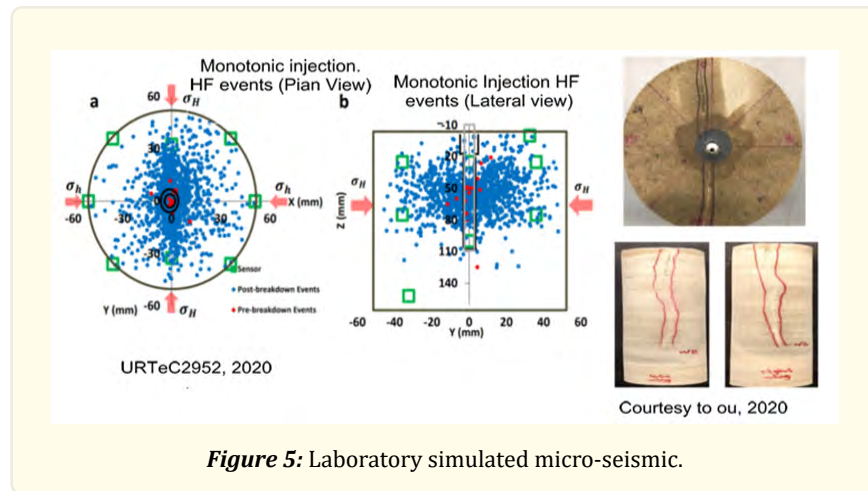 Monotonic injection.
HF events (Pian View)
a
60
σH
30
σh
σh
0
X (mm)
-60
-30
0
30
60
-30
Sensor
Post-breakdown Events
Pre-breakdown Events
Y (mm)
-60
σH
URTeC2952, 2020
Monotonic Injection HF
events (Lateral view)
b
-10
20
σH
σH
50
Z (mm)
80
110
140
-60
-40
-20
0
20
40
60
Y (mm)
Courtesy to ou, 2020
Figure 5: Laboratory simulated micro-seismic.